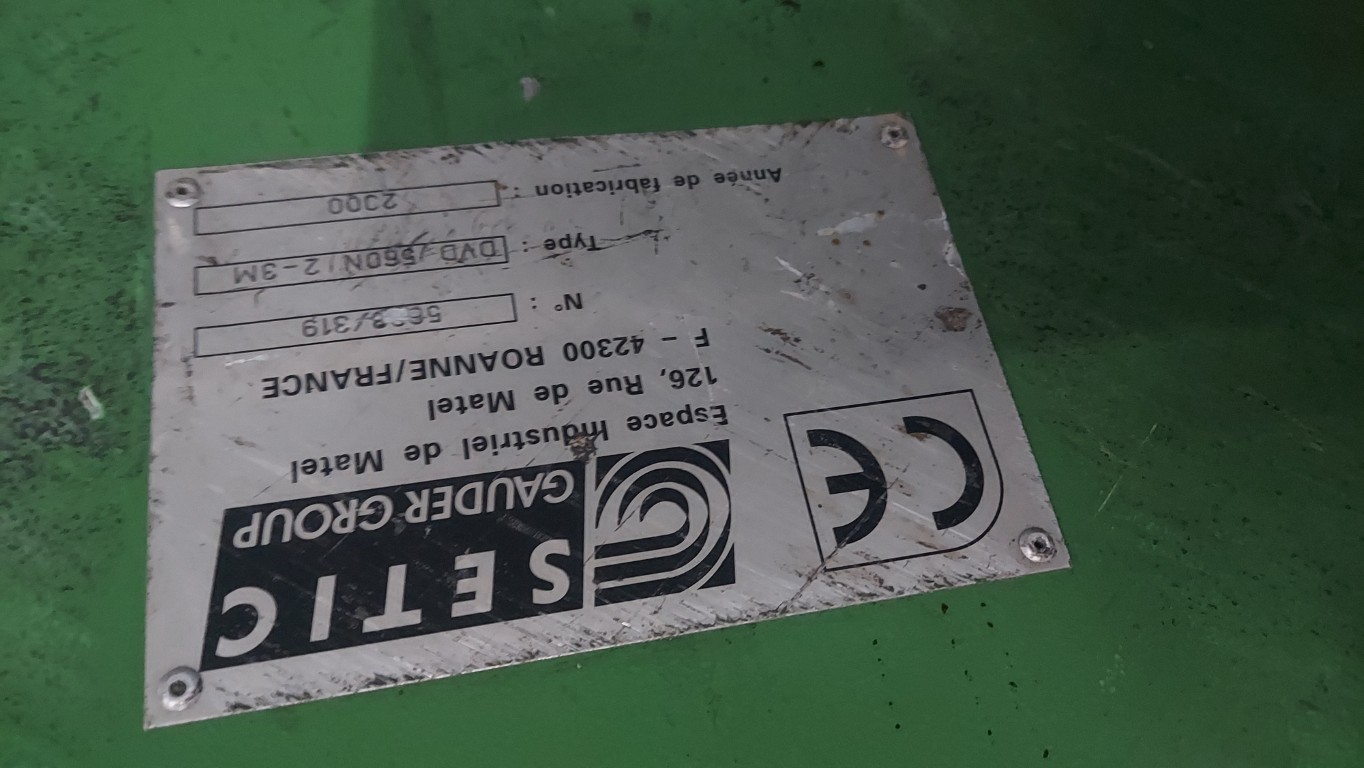 SETIC
GAUDER GROUP
CE
Espace Industriel de Matel
126, Rue de Matel
F - 42300 ROANNE/FRANCE
N° :
Type : DVD/560N/2-3M
Année de fabrication :